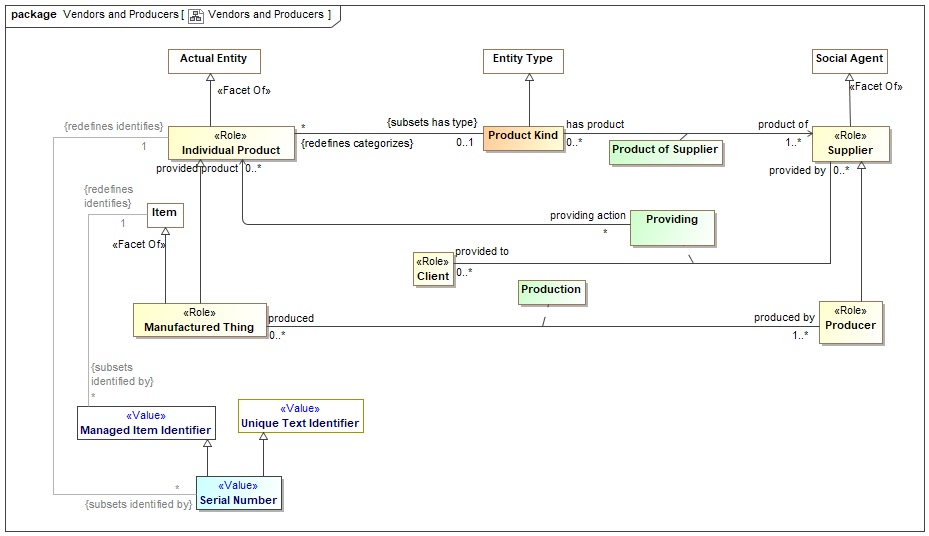 package Vendors and Producers [ Vendors and Producers ]
Actual Entity
Entity Type
Social Agent
«Facet Of»
«Facet Of»
{redefines identifies}
1
«Role»
Individual Product
*
{redefines categorizes}
{subsets has type}
0..1
Product Kind
has product
0..*
Product of Supplier
product of
1..*
«Role»
Supplier
provided product
0..*
provided by
0..*
{redefines
identifies}
1
Item
«Facet Of»
providing action
*
Providing
«Role»
Client
provided to
0..*
Production
«Role»
Manufactured Thing
produced
0..*
produced by
1..*
«Role»
Producer
{subsets
identified by}
*
«Value»
Managed Item Identifier
«Value»
Unique Text Identifier
*
{subsets identified by}
«Value»
Serial Number